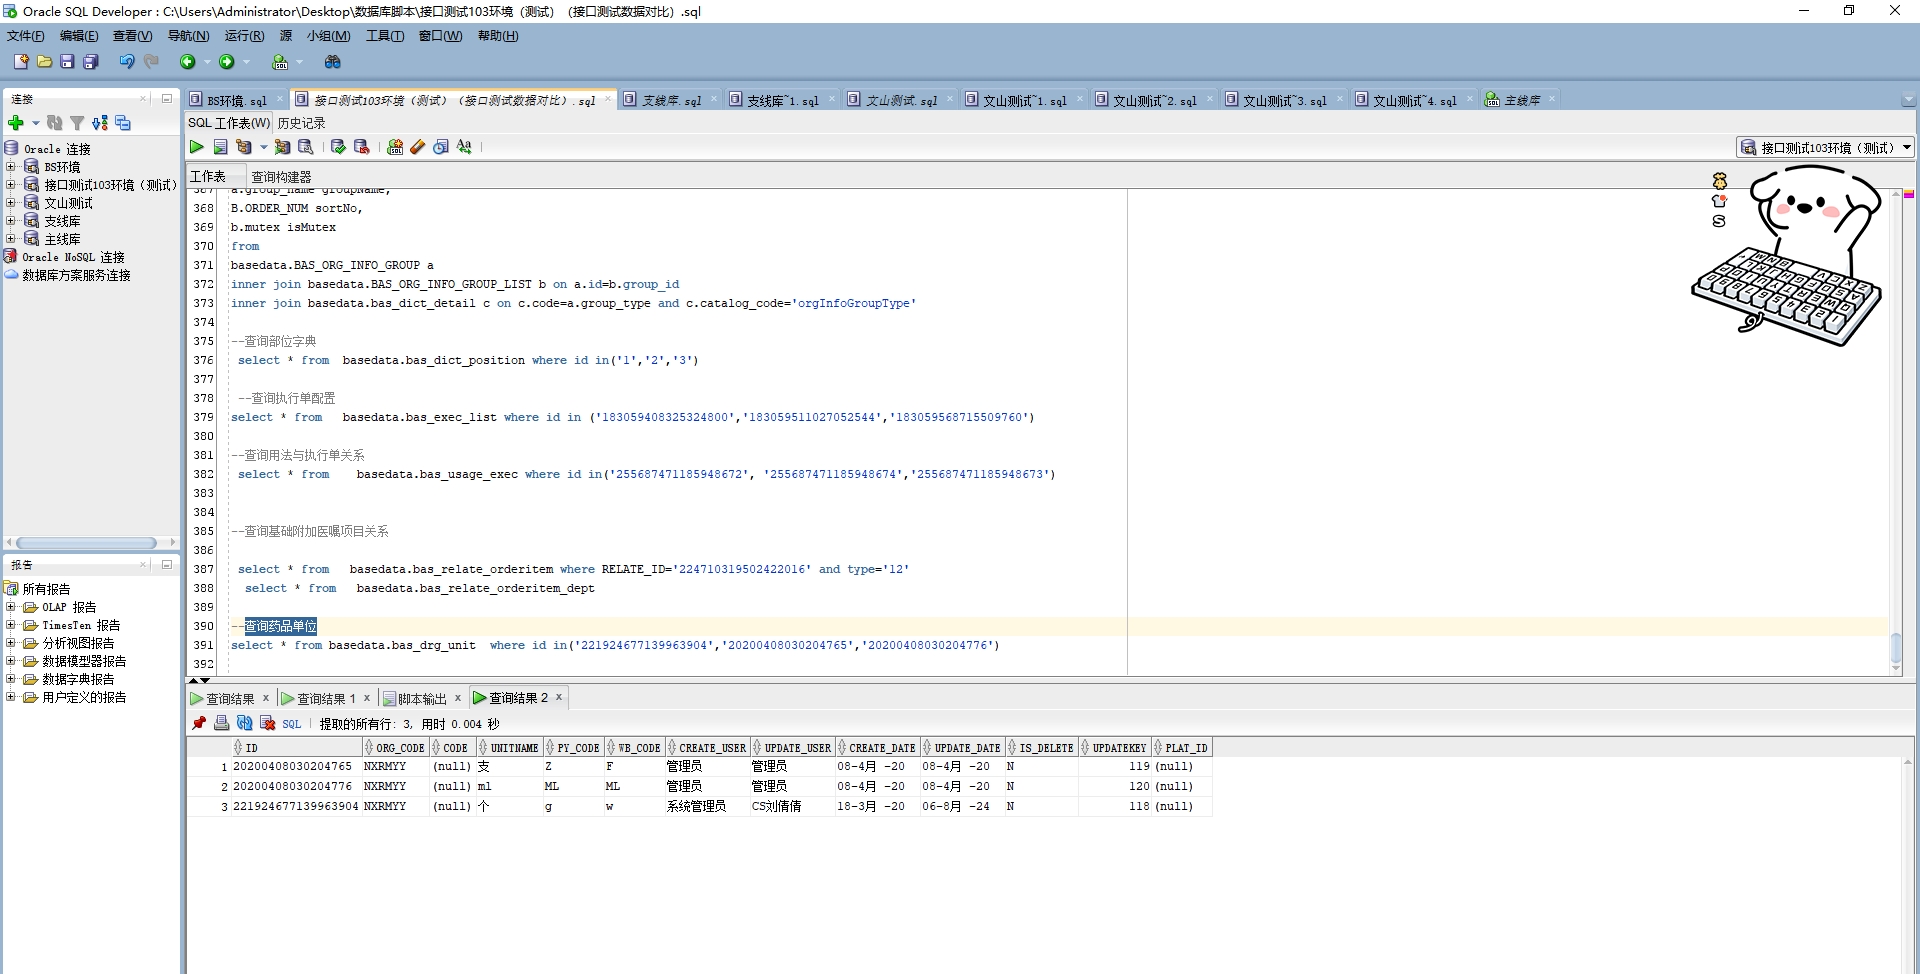 Oracle SQL Developer : C:\Users\Administrator\Desktop\数据库脚本\接口测试103环境（测试）（接口测试数据对比）.sql
文件(F) 编辑(E) 查看(V) 导航(N) 运行(R) 源 小组(M) 工具(T) 窗口(W) 帮助(H)
连接
BS环境.sql 接口测试103环境（测试）（接口测试数据对比）.sql 支线库.sql 支线库~1.sql 文山测试.sql 文山测试~1.sql 文山测试~2.sql 文山测试~3.sql 文山测试~4.sql 主线库
SQL 工作表(W) 历史记录
接口测试103环境（测试）
Oracle 连接
BS环境
接口测试103环境（测试）
文山测试
支线库
主线库
Oracle NoSQL 连接
数据库方案服务连接
工作表 查询构建器
367 a.group_name groupName,
368 B.ORDER_NUM sortNo,
369 b.mutex isMutex
370 from
371 basedata.BAS_ORG_INFO_GROUP a
372 inner join basedata.BAS_ORG_INFO_GROUP_LIST b on a.id=b.group_id
373 inner join basedata.bas_dict_detail c on c.code=a.group_type and c.catalog_code='orgInfoGroupType'
374
375 --查询部位字典
376 select * from basedata.bas_dict_position where id in('1','2','3')
377
378 --查询执行单配置
379 select * from basedata.bas_exec_list where id in ('183059408325324800','183059511027052544','183059568715509760')
380
381 --查询用法与执行单关系
382 select * from basedata.bas_usage_exec where id in('255687471185948672', '255687471185948674','255687471185948673')
383
384
385 --查询基础附加医嘱项目关系
386
387 select * from basedata.bas_relate_orderitem where RELATE_ID='224710319502422016' and type='12'
388 select * from basedata.bas_relate_orderitem_dept
389
390 --查询药品单位
391 select * from basedata.bas_drg_unit where id in('221924677139963904','20200408030204765','20200408030204776')
392
报告
所有报告
OLAP 报告
TimesTen 报告
分析视图报告
数据模型器报告
数据字典报告
用户定义的报告
查询结果 查询结果 1 脚本输出 查询结果 2
SQL 提取的所有行: 3, 用时 0.004 秒
ID ORG_CODE CODE UNITNAME PY_CODE WB_CODE CREATE_USER UPDATE_USER CREATE_DATE UPDATE_DATE IS_DELETE UPDATEKEY PLAT_ID
1 20200408030204765 NXRMYY (null) 支 Z F 管理员 管理员 08-4月 -20 08-4月 -20 N 119 (null)
2 20200408030204776 NXRMYY (null) ml ML ML 管理员 管理员 08-4月 -20 08-4月 -20 N 120 (null)
3 221924677139963904 NXRMYY (null) 个 g w 系统管理员 CS刘倩倩 18-3月 -20 06-8月 -24 N 118 (null)